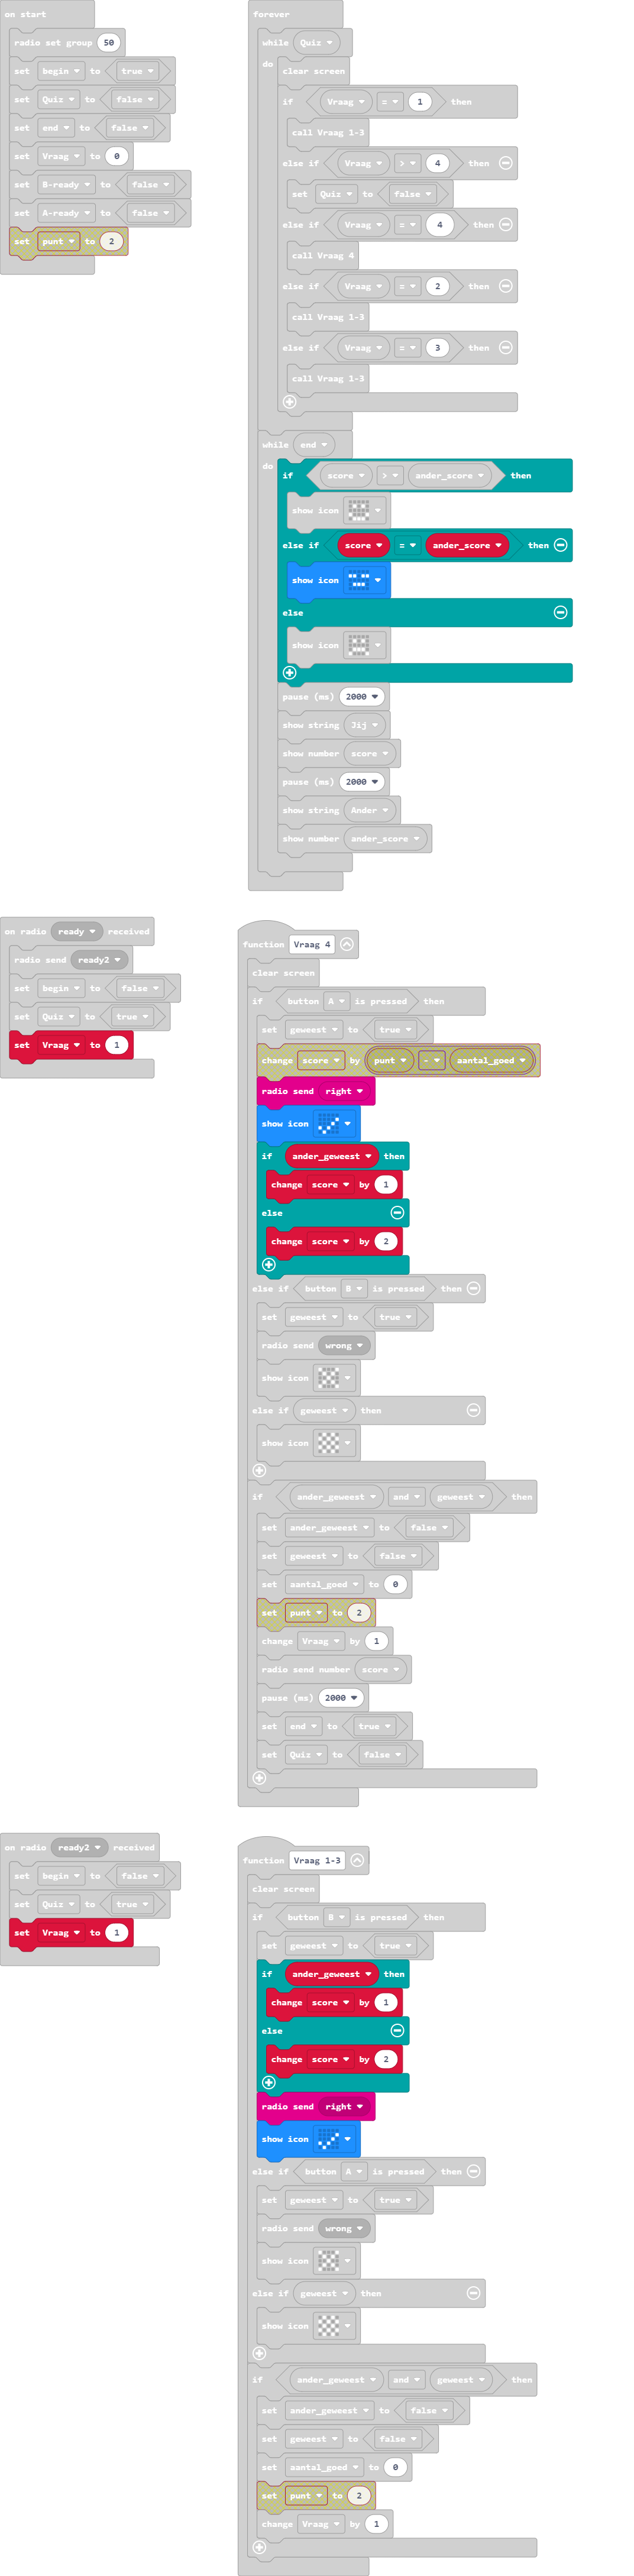 on start
radio set group 50
set begin to true
set Quiz to false
set end to false
set Vraag to 0
set B-ready to false
set A-ready to false
set punt to 2
forever
while Quiz
do
clear screen
if Vraag = 1 then
call Vraag 1-3
else if Vraag > 4 then
set Quiz to false
else if Vraag = 4 then
call Vraag 4
else if Vraag = 2 then
call Vraag 1-3
else if Vraag = 3 then
call Vraag 1-3
while end
do
if score > ander_score then
show icon
else if score = ander_score then
show icon
else
show icon
pause (ms) 2000
show string Jij
show number score
pause (ms) 2000
show string Ander
show number ander_score
on radio ready received
radio send ready2
set begin to false
set Quiz to true
set Vraag to 1
function Vraag 4
clear screen
if button A is pressed then
set geweest to true
change score by punt - aantal_goed
radio send right
show icon
if ander_geweest then
change score by 1
else
change score by 2
else if button B is pressed then
set geweest to true
radio send wrong
show icon
else if geweest then
show icon
if ander_geweest and geweest then
set ander_geweest to false
set geweest to false
set aantal_goed to 0
set punt to 2
change Vraag by 1
radio send number score
pause (ms) 2000
set end to true
set Quiz to false
on radio ready2 received
set begin to false
set Quiz to true
set Vraag to 1
function Vraag 1-3
clear screen
if button B is pressed then
set geweest to true
if ander_geweest then
change score by 1
else
change score by 2
radio send right
show icon
else if button A is pressed then
set geweest to true
radio send wrong
show icon
else if geweest then
show icon
if ander_geweest and geweest then
set ander_geweest to false
set geweest to false
set aantal_goed to 0
set punt to 2
change Vraag by 1